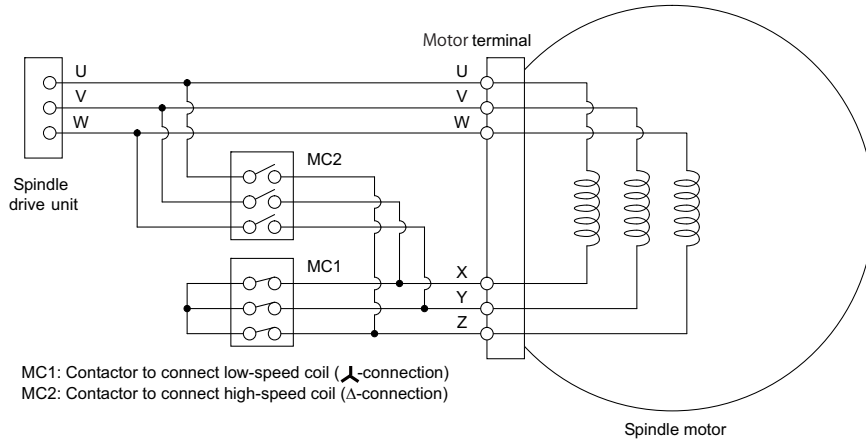 Motor terminal
U
V
W
U
V
W
MC2
Spindle
drive unit
MC1
X
Y
Z
MC1: Contactor to connect low-speed coil ( -connection)
MC2: Contactor to connect high-speed coil (Δ-connection)
Spindle motor